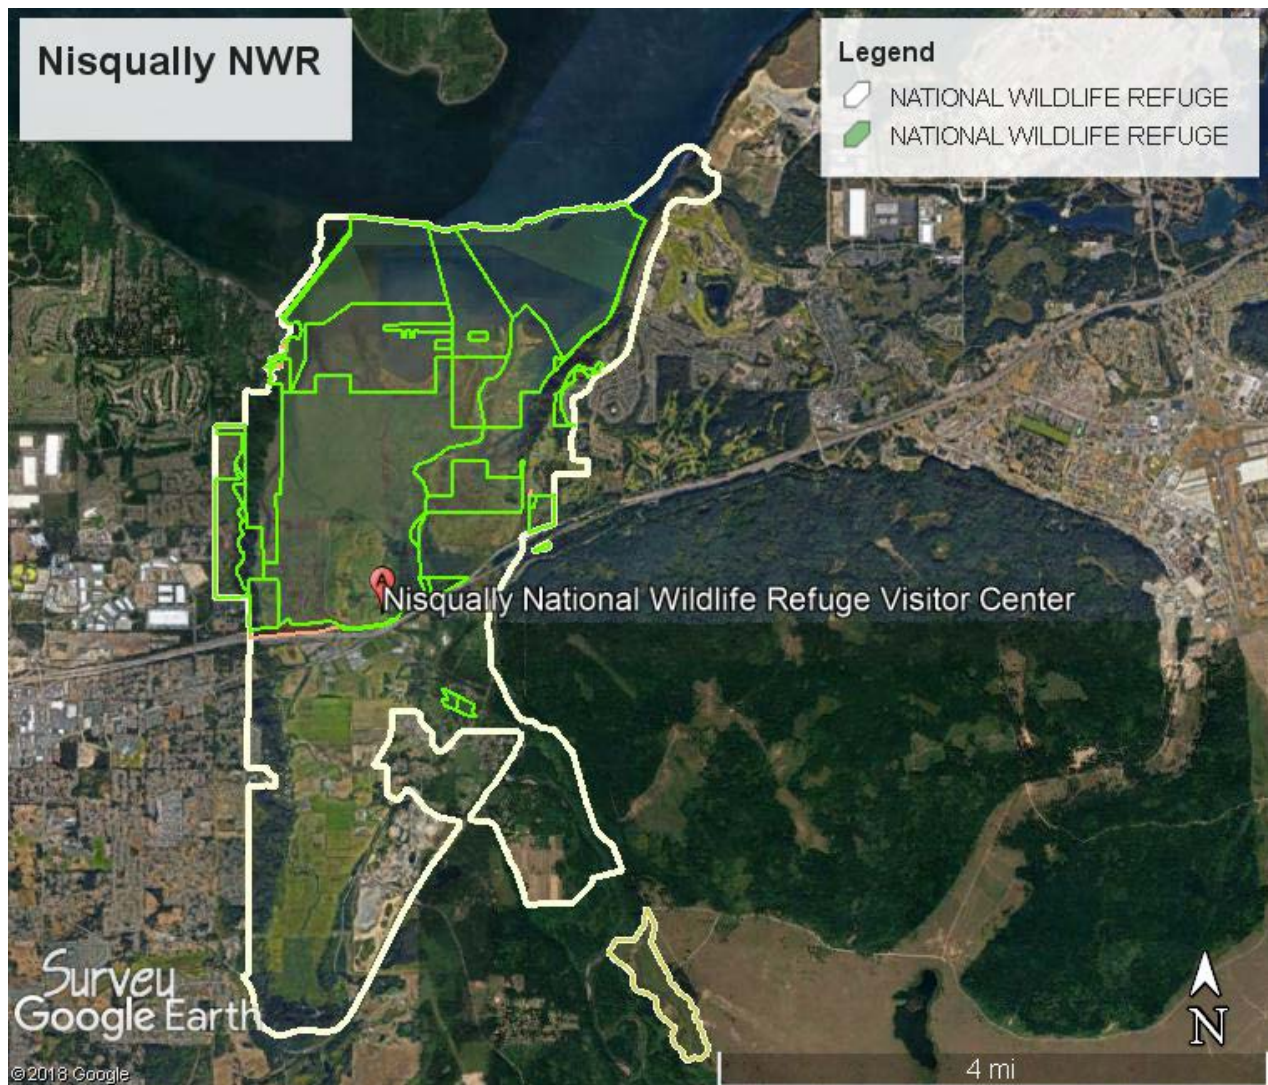 Nisqually NWR
Legend
NATIONAL WILDLIFE REFUGE
NATIONAL WILDLIFE REFUGE
A
Nisqually National Wildlife Refuge Visitor Center
Survey
Google Earth
N
©2018 Google
4 mi